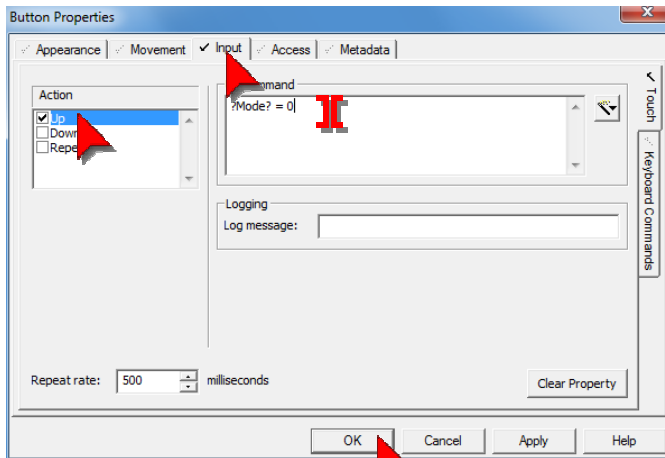 Button Properties
Appearance Movement Input Access Metadata
Action
Up
Down
Command
?Mode? = 0
Touch
Keyboard Commands
Logging
Log message:
Repeat rate: 500 milliseconds
Clear Property
OK Cancel Apply Help